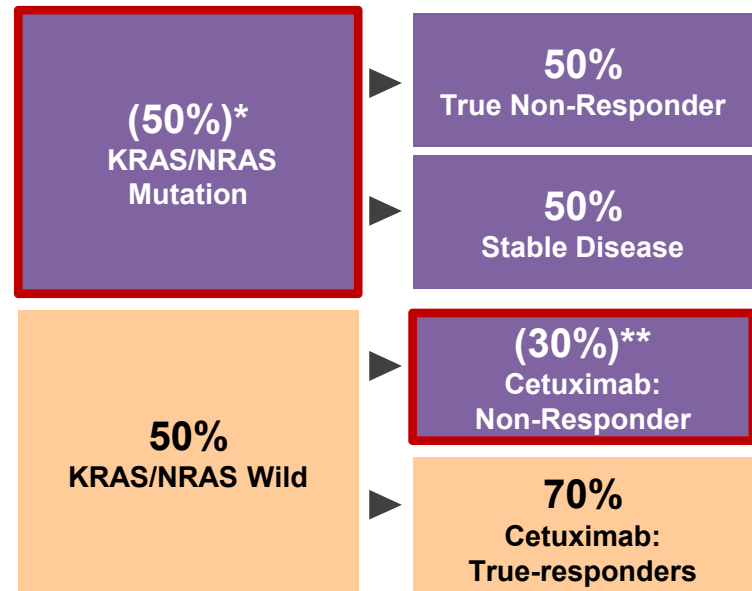 (50%)*
KRAS/NRAS
Mutation
50%
True Non-Responder
50%
Stable Disease
50%
KRAS/NRAS Wild
(30%)**
Cetuximab:
Non-Responder
70%
Cetuximab:
True-responders